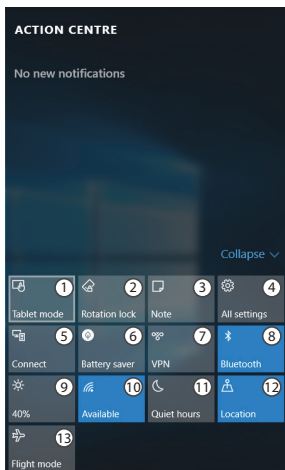 ACTION CENTRE
No new notifications
Collapse
1 2 3 4
Tablet mode Rotation lock Note All settings
5 6 7 8
Connect Battery saver VPN Bluetooth
9 10 11 12
40% Available Quiet hours Location
13
Flight mode